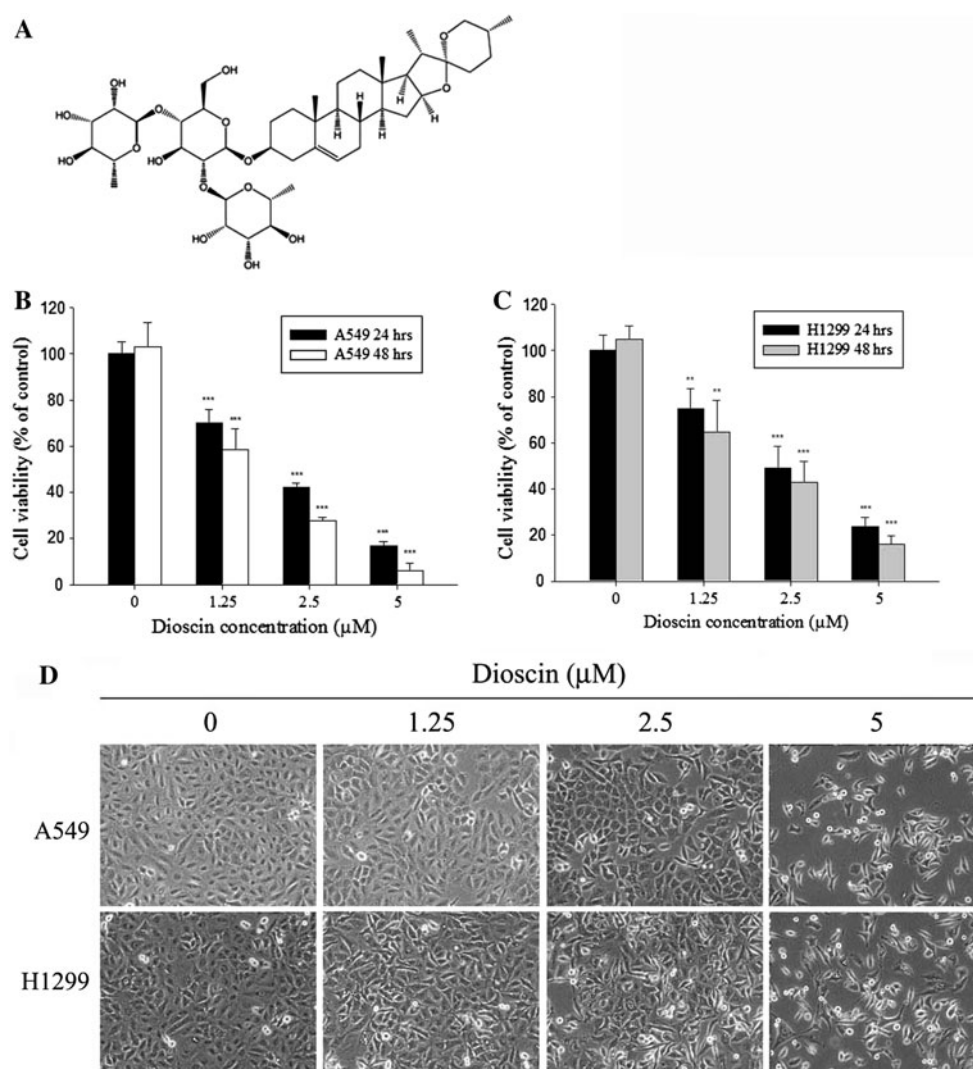 A
OH
OH
HO
HO
HO
O
O
HO
OH
O
O
O
O
O
HO
OH
OH
H
H
H
H
H
O
O
B
120
100
80
60
40
20
0
Cell viability (% of control)
A549 24 hrs
A549 48 hrs
***
***
***
***
***
***
0
1.25
2.5
5
Dioscin concentration (µM)
C
120
100
80
60
40
20
0
Cell viability (% of control)
H1299 24 hrs
H1299 48 hrs
**
**
***
***
***
***
0
1.25
2.5
5
Dioscin concentration (µM)
D
Dioscin (µM)
0
1.25
2.5
5
A549
H1299